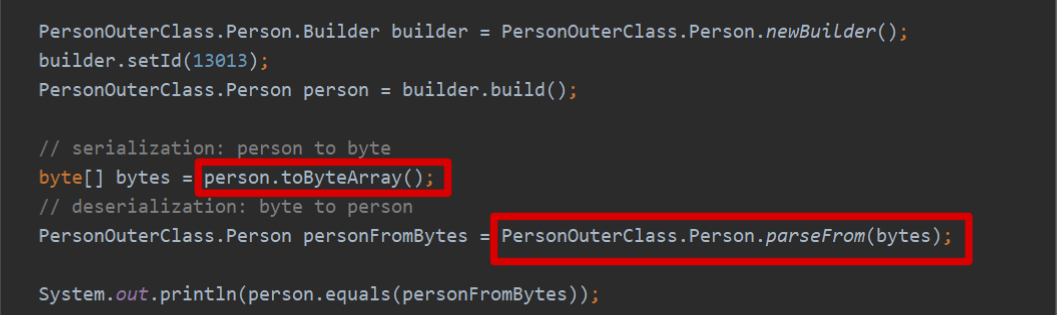 PersonOuterClass.Person.Builder builder = PersonOuterClass.Person.newBuilder();
builder.setId(13013);
PersonOuterClass.Person person = builder.build();
// serialization: person to byte
byte[] bytes = person.toByteArray();
// deserialization: byte to person
PersonOuterClass.Person personFromBytes = PersonOuterClass.Person.parseFrom(bytes);
System.out.println(person.equals(personFromBytes));